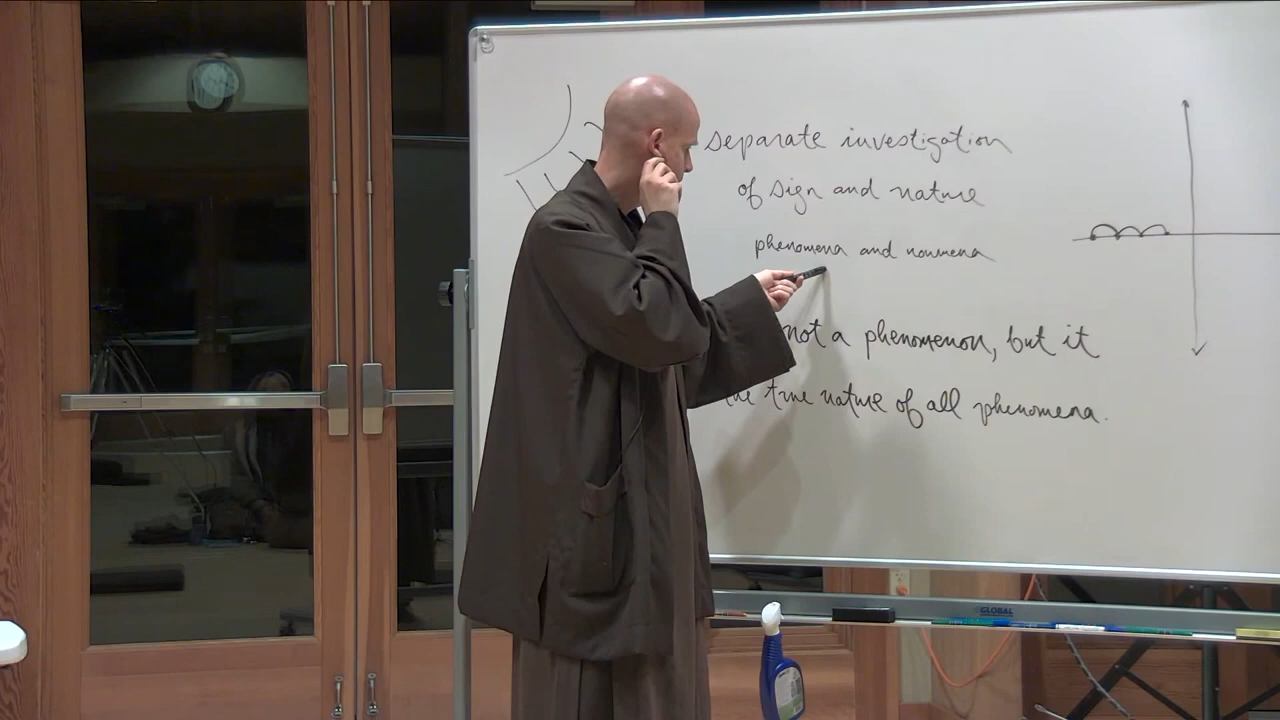 separate investigation
of sign and nature
phenomena and noumena
not a phenomenon, but it
the true nature of all phenomena.
GLOBAL